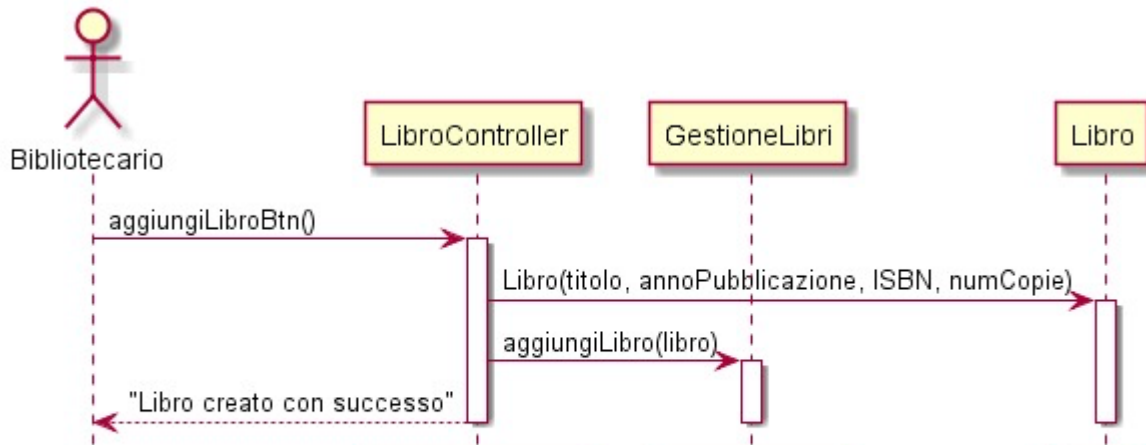 Bibliotecario
LibroController
GestioneLibri
Libro
aggiungiLibroBtn()
Libro(titolo, annoPubblicazione, ISBN, numCopie)
aggiungiLibro(libro)
"Libro creato con successo"